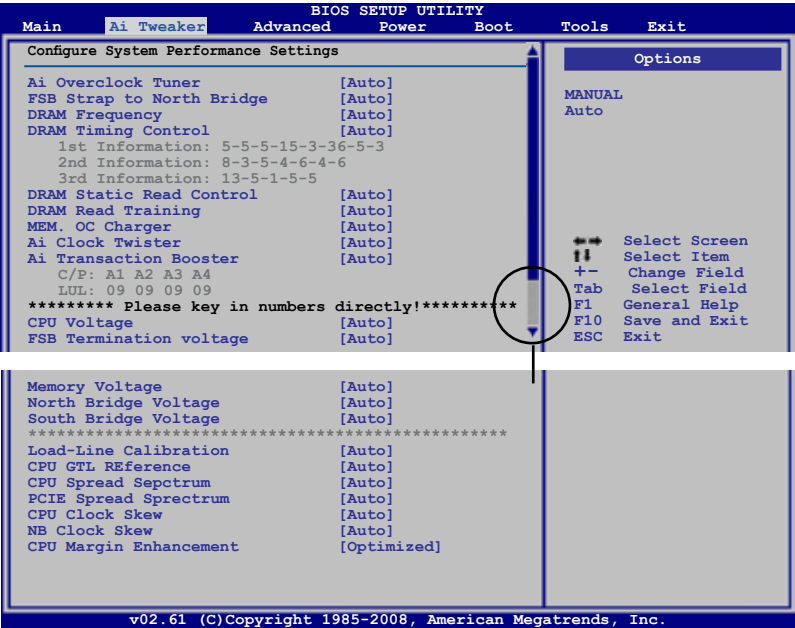 BIOS SETUP UTILITY
Main Ai Tweaker Advanced Power Boot Tools Exit
Configure System Performance Settings
Ai Overclock Tuner [Auto]
FSB Strap to North Bridge [Auto]
DRAM Frequency [Auto]
DRAM Timing Control [Auto]
1st Information: 5-5-5-15-3-36-5-3
2nd Information: 8-3-5-4-6-4-6
3rd Information: 13-5-1-5-5
DRAM Static Read Control [Auto]
DRAM Read Training [Auto]
MEM. OC Charger [Auto]
Ai Clock Twister [Auto]
Ai Transaction Booster [Auto]
C/P: A1 A2 A3 A4
LUL: 09 09 09 09
********* Please key in numbers directly!**********
CPU Voltage [Auto]
FSB Termination voltage [Auto]
Memory Voltage [Auto]
North Bridge Voltage [Auto]
South Bridge Voltage [Auto]
**************************************************
Load-Line Calibration [Auto]
CPU GTL REference [Auto]
CPU Spread Sepctrum [Auto]
PCIE Spread Sprectrum [Auto]
CPU Clock Skew [Auto]
NB Clock Skew [Auto]
CPU Margin Enhancement [Optimized]
Options
MANUAL
Auto
Select Screen
Select Item
+- Change Field
Tab Select Field
F1 General Help
F10 Save and Exit
ESC Exit
v02.61 (C)Copyright 1985-2008, American Megatrends, Inc.